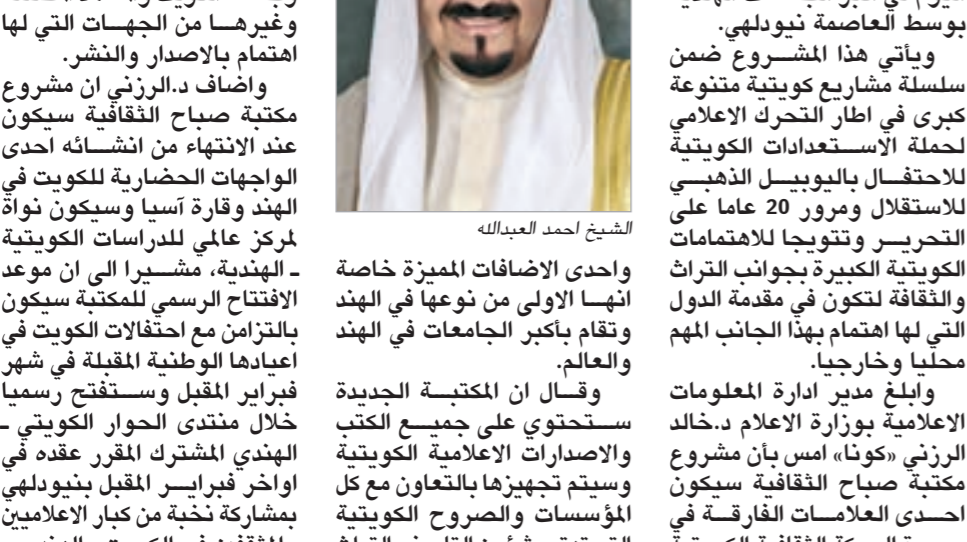 بوسط العاصمة نيودلهي.
ويأتي هذا المشروع ضمن
سلسلة مشاريع كويتية متنوعة
كبرى في اطار التحرك الاعلامي
لحملة الاستعدادات الكويتية
للاحتفال باليوبيل الذهبي
للاستقلال ومرور 20 عاما على
التحرير وتتويجا للاهتمامات
الكويتية الكبيرة بجوانب التراث
والثقافة لتكون في مقدمة الدول
التي لها اهتمام بهذا الجانب المهم
محليا وخارجيا.
وابلغ مدير ادارة المعلومات
الاعلامية بوزارة الاعلام د.خالد
الرزني «كونا» امس بأن مشروع
مكتبة صباح الثقافية سيكون
احدى العلامات الفارقة في
الشيخ احمد العبدالله
واحدى الاضافات المميزة خاصة
انها الاولى من نوعها في الهند
وتقام بأكبر الجامعات في الهند
والعالم.
وقال ان المكتبة الجديدة
ستحتوي على جميع الكتب
والاصدارات الاعلامية الكويتية
وسيتم تجهيزها بالتعاون مع كل
المؤسسات والصروح الكويتية
وغيرها من الجهات التي لها
اهتمام بالاصدار والنشر.
واضاف د.الرزني ان مشروع
مكتبة صباح الثقافية سيكون
عند الانتهاء من انشائه احدى
الواجهات الحضارية للكويت في
الهند وقارة آسيا وسيكون نواة
لمركز عالمي للدراسات الكويتية
ـ الهندية، مشيرا الى ان موعد
الافتتاح الرسمي للمكتبة سيكون
بالتزامن مع احتفالات الكويت في
اعيادها الوطنية المقبلة في شهر
فبراير المقبل وستفتح رسميا
خلال منتدى الحوار الكويتي ـ
الهندي المشترك المقرر عقده في
اواخر فبراير المقبل بنيودلهي
بمشاركة نخبة من كبار الاعلاميين